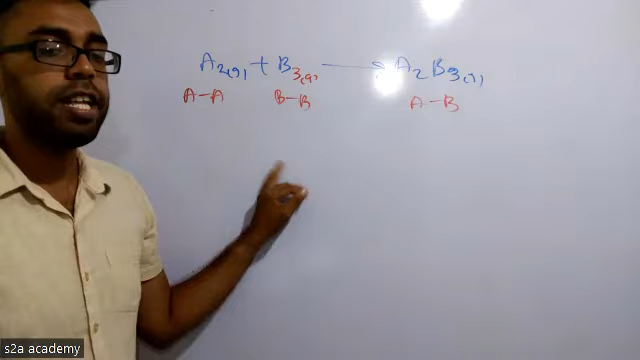 A₂(g) + B₃(g) ⟶ A₂B₃(g)
A–A B–B A–B
s2a academy